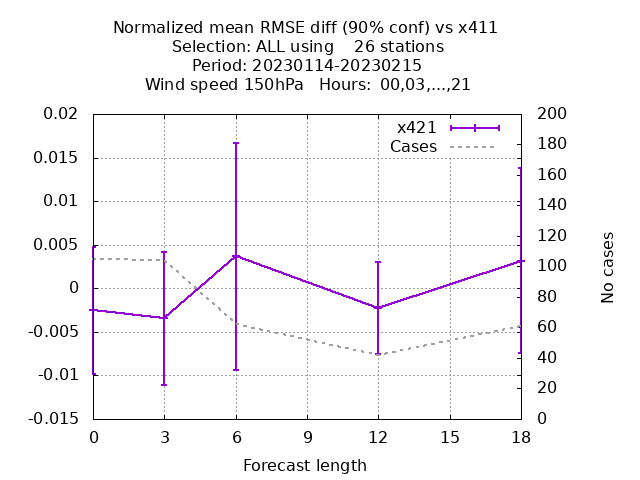 Normalized mean RMSE diff (90% conf) vs x411
Selection: ALL using    26 stations
Period: 20230114-20230215
Wind speed 150hPa   Hours: 00,03,...,21
x421
Cases
0.02
0.015
0.01
0.005
0
-0.005
-0.01
-0.015
200
180
160
140
120
100
80
60
40
20
0
No cases
0 3 6 9 12 15 18
Forecast length